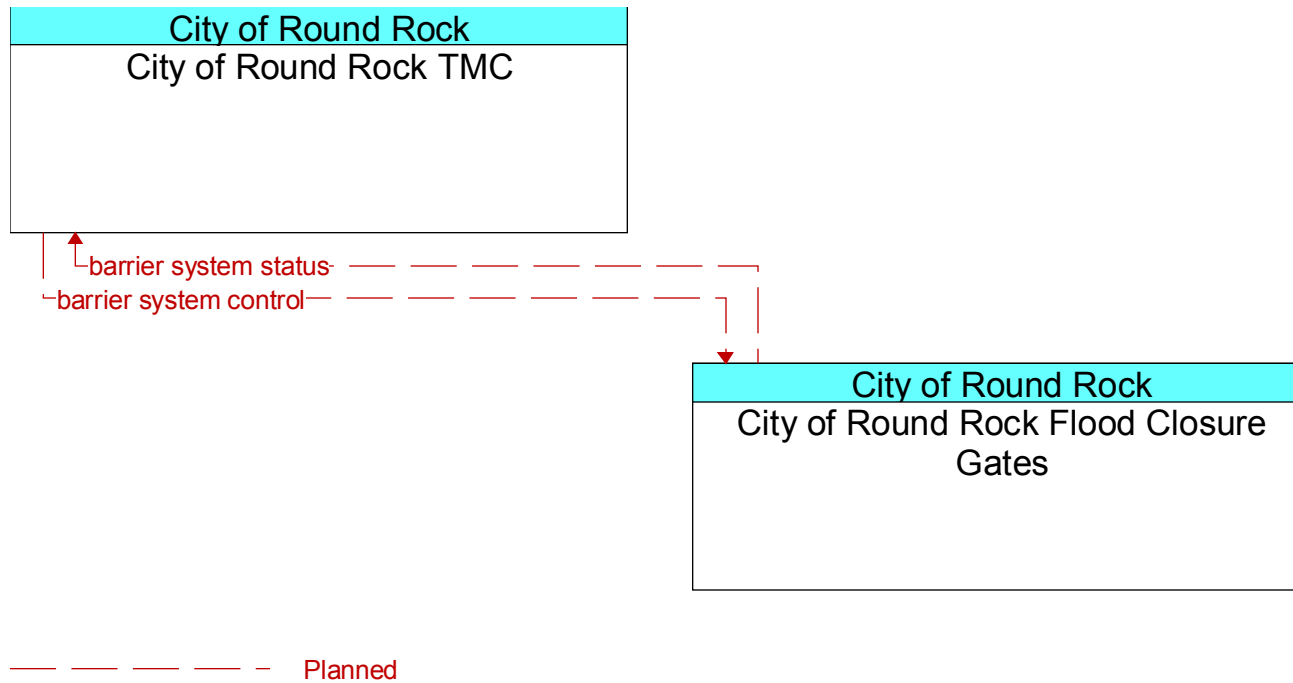 City of Round Rock
City of Round Rock TMC
barrier system status
barrier system control
City of Round Rock
City of Round Rock Flood Closure
Gates
Planned